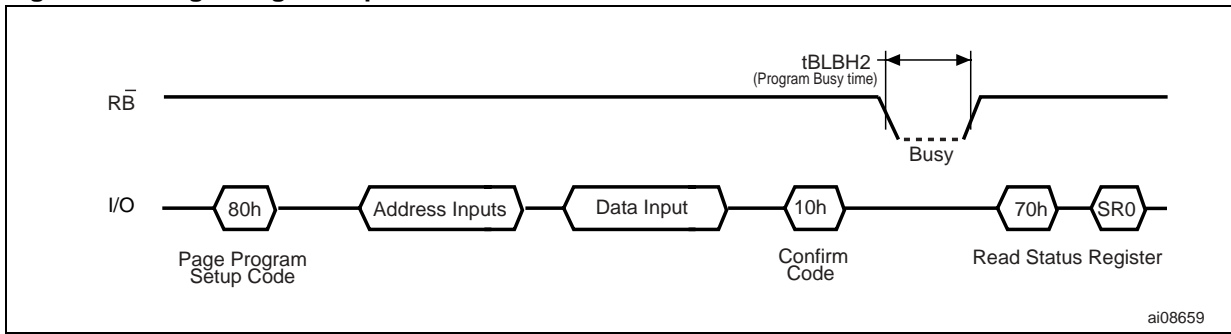 tBLBH2
(Program Busy time)
RB̅
Busy
I/O
80h
Address Inputs
Data Input
10h
70h
SR0
Page Program
Setup Code
Confirm
Code
Read Status Register
ai08659